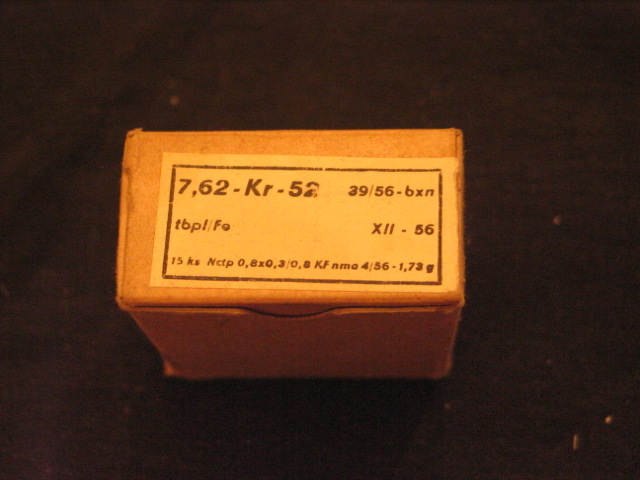 7,62-Kr-52 39/56-bxn
tbpf/Fe XII - 56
15 ks Nctp 0,8x0,3/0,8 KF nma 4/56 - 1,73 g